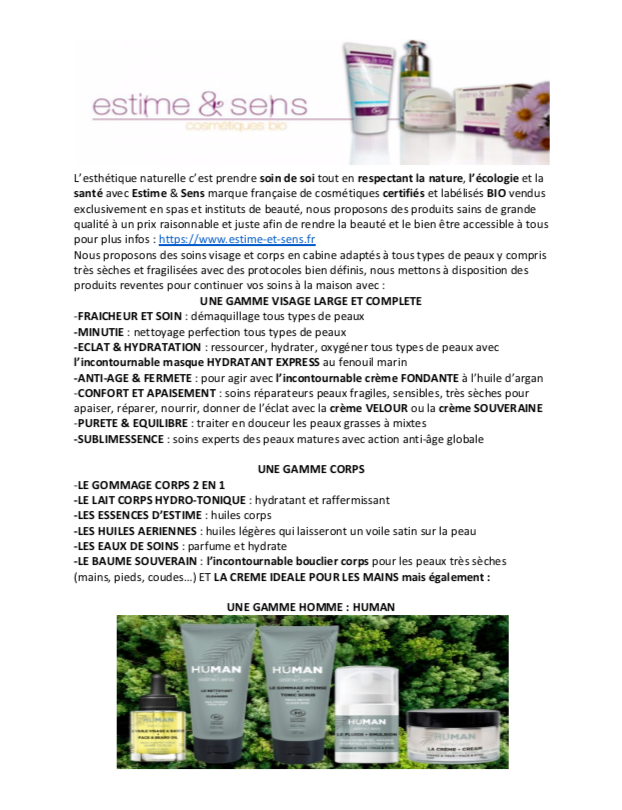 estime & sens
cosmétiques bio
L’esthétique naturelle c’est prendre soin de soi tout en respectant la nature, l’écologie et la
santé avec Estime & Sens marque française de cosmétiques certifiés et labélisés BIO vendus
exclusivement en spas et instituts de beauté, nous proposons des produits sains de grande
qualité à un prix raisonnable et juste afin de rendre la beauté et le bien être accessible à tous
pour plus infos : https://www.estime-et-sens.fr
Nous proposons des soins visage et corps en cabine adaptés à tous types de peaux y compris
très sèches et fragilisées avec des protocoles bien définis, nous mettons à disposition des
produits reventes pour continuer vos soins à la maison avec :
UNE GAMME VISAGE LARGE ET COMPLETE
-FRAICHEUR ET SOIN : démaquillage tous types de peaux
-MINUTIE : nettoyage perfection tous types de peaux
-ECLAT & HYDRATATION : ressourcer, hydrater, oxygéner tous types de peaux avec
l’incontournable masque HYDRATANT EXPRESS au fenouil marin
-ANTI-AGE & FERMETE : pour agir avec l’incontournable crème FONDANTE à l’huile d’argan
-CONFORT ET APAISEMENT : soins réparateurs peaux fragiles, sensibles, très sèches pour
apaiser, réparer, nourrir, donner de l’éclat avec la crème VELOUR ou la crème SOUVERAINE
-PURETE & EQUILIBRE : traiter en douceur les peaux grasses à mixtes
-SUBLIMESSENCE : soins experts des peaux matures avec action anti-âge globale
UNE GAMME CORPS
-LE GOMMAGE CORPS 2 EN 1
-LE LAIT CORPS HYDRO-TONIQUE : hydratant et raffermissant
-LES ESSENCES D’ESTIME : huiles corps
-LES HUILES AERIENNES : huiles légères qui laisseront un voile satin sur la peau
-LES EAUX DE SOINS : parfume et hydrate
-LE BAUME SOUVERAIN : l’incontournable bouclier corps pour les peaux très sèches
(mains, pieds, coudes…) ET LA CREME IDEALE POUR LES MAINS mais également :
UNE GAMME HOMME : HUMAN
HUMAN
LE NETTOYANT
CLEANSER
HUMAN
LE GOMMAGE INTENSE
TONIC SCRUB
HUMAN
L'HUILE VISAGE & BARBE
FACE & BEARD OIL
HUMAN
LE FLUIDE • EMULSION
HUMAN
LA CRÈME • CREAM